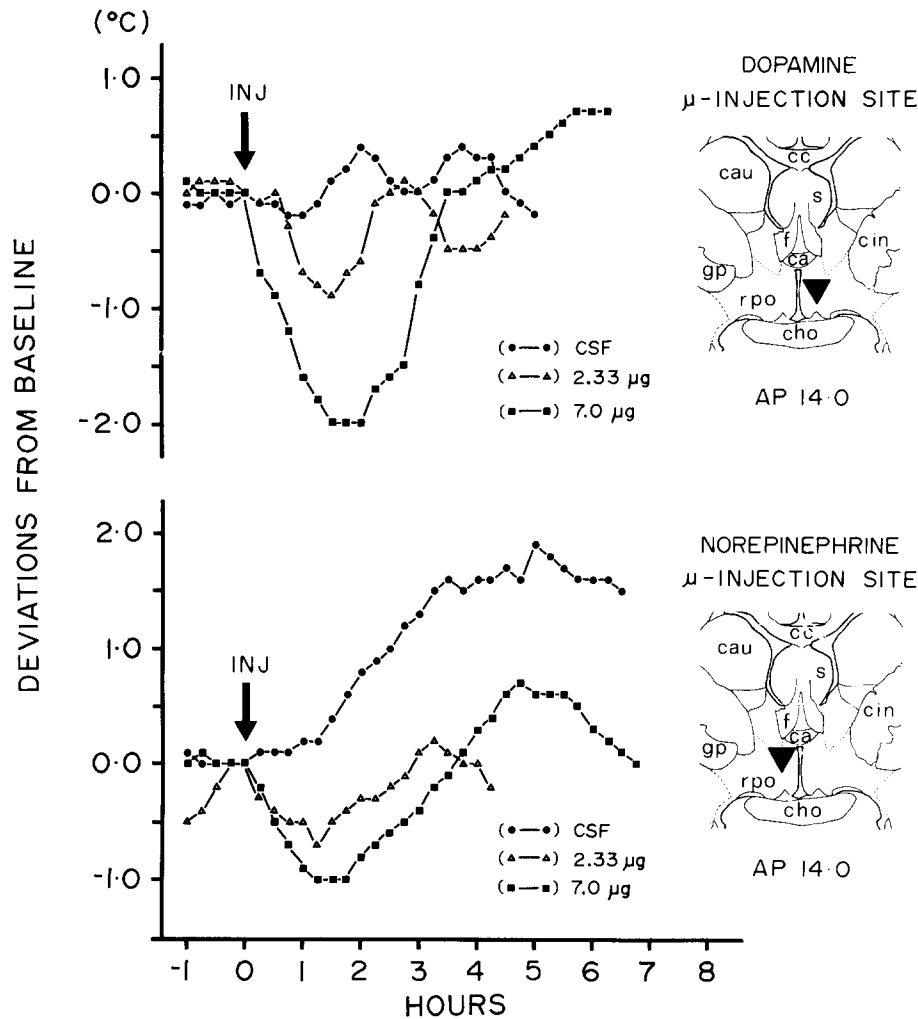 (°C)
DEVIATIONS FROM BASELINE
1·0
0·0
-1·0
-2·0
INJ
(●—●) CSF
(△—△) 2.33 µg
(■—■) 7.0 µg
DOPAMINE
µ-INJECTION SITE
cc
cau
s
f
cin
ca
gp
rpo
cho
AP 14·0
2·0
1·0
0·0
-1·0
INJ
(●—●) CSF
(△—△) 2.33 µg
(■—■) 7.0 µg
NOREPINEPHRINE
µ-INJECTION SITE
cc
cau
s
f
cin
ca
gp
rpo
cho
AP 14·0
-1 0 1 2 3 4 5 6 7 8
HOURS